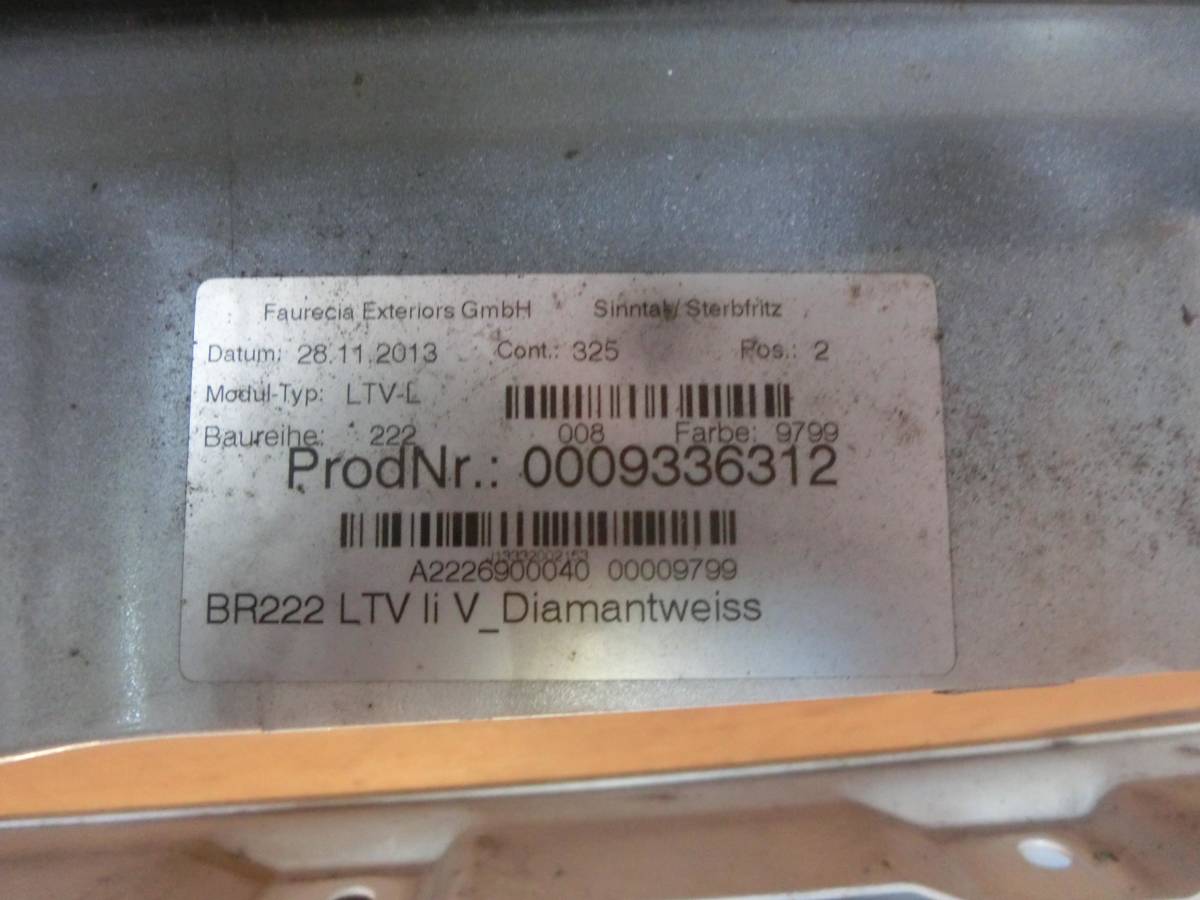 Faurecia Exteriors GmbH Sinntal / Sterbfritz
Datum: 28.11.2013 Cont.: 325 Pos.: 2
Modul-Typ: LTV-L
Baureihe: 222 008 Farbe: 9799
ProdNr.: 0009336312
J13332002153
A2226900040 00009799
BR222 LTV li V_Diamantweiss